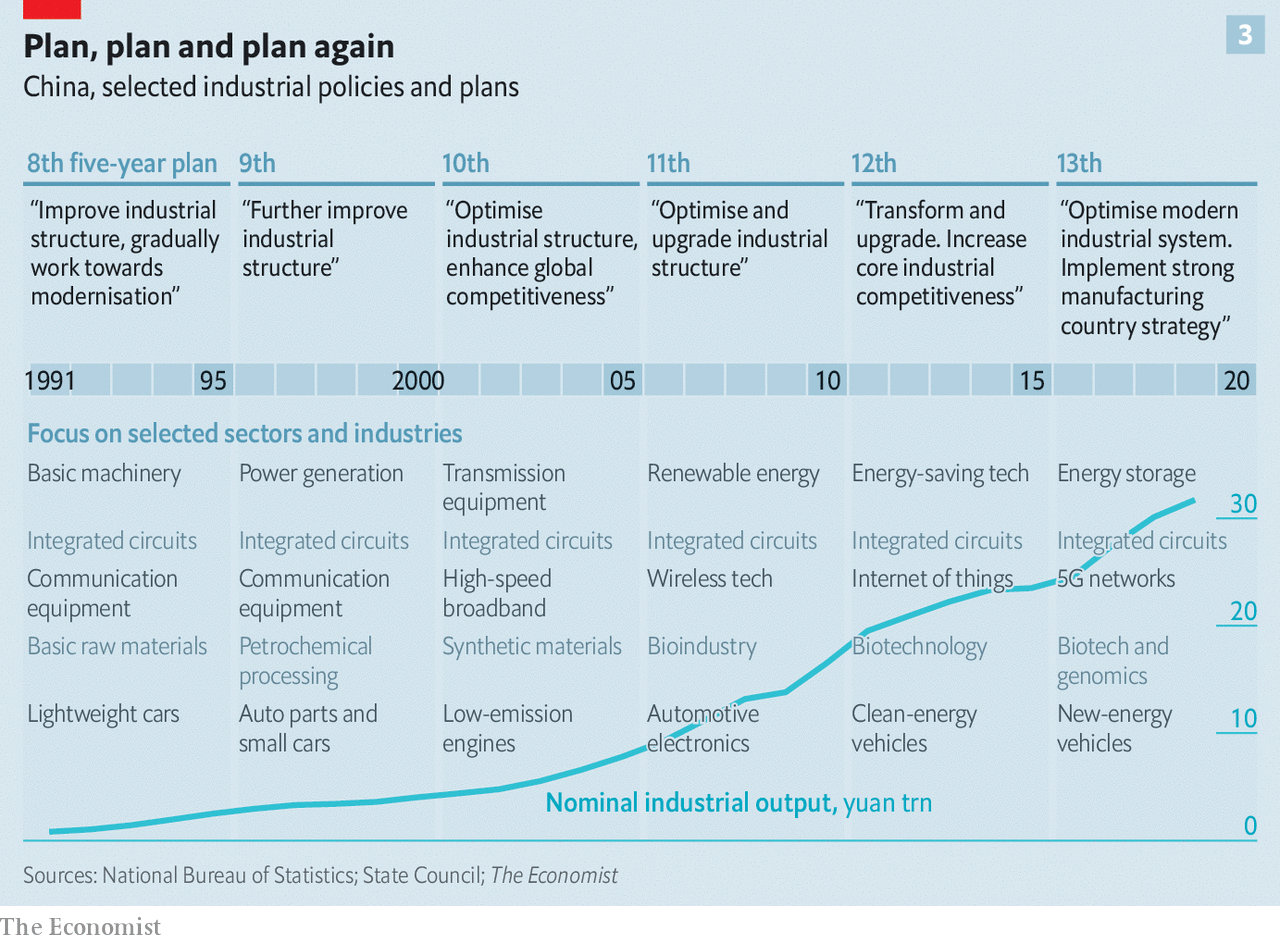 Plan, plan and plan again
3
China, selected industrial policies and plans
8th five-year plan
9th
10th
11th
12th
13th
“Improve industrial
structure, gradually
work towards
modernisation”
“Further improve
industrial
structure”
“Optimise
industrial structure,
enhance global
competitiveness”
“Optimise and
upgrade industrial
structure”
“Transform and
upgrade. Increase
core industrial
competitiveness”
“Optimise modern
industrial system.
Implement strong
manufacturing
country strategy”
1991
95
2000
05
10
15
20
Focus on selected sectors and industries
Basic machinery
Power generation
Transmission
equipment
Renewable energy
Energy-saving tech
Energy storage
Integrated circuits
Integrated circuits
Integrated circuits
Integrated circuits
Integrated circuits
Integrated circuits
Communication
equipment
Communication
equipment
High-speed
broadband
Wireless tech
Internet of things
5G networks
Basic raw materials
Petrochemical
processing
Synthetic materials
Bioindustry
Biotechnology
Biotech and
genomics
Lightweight cars
Auto parts and
small cars
Low-emission
engines
Automotive
electronics
Clean-energy
vehicles
New-energy
vehicles
30
20
10
0
Nominal industrial output, yuan trn
Sources: National Bureau of Statistics; State Council; The Economist
The Economist